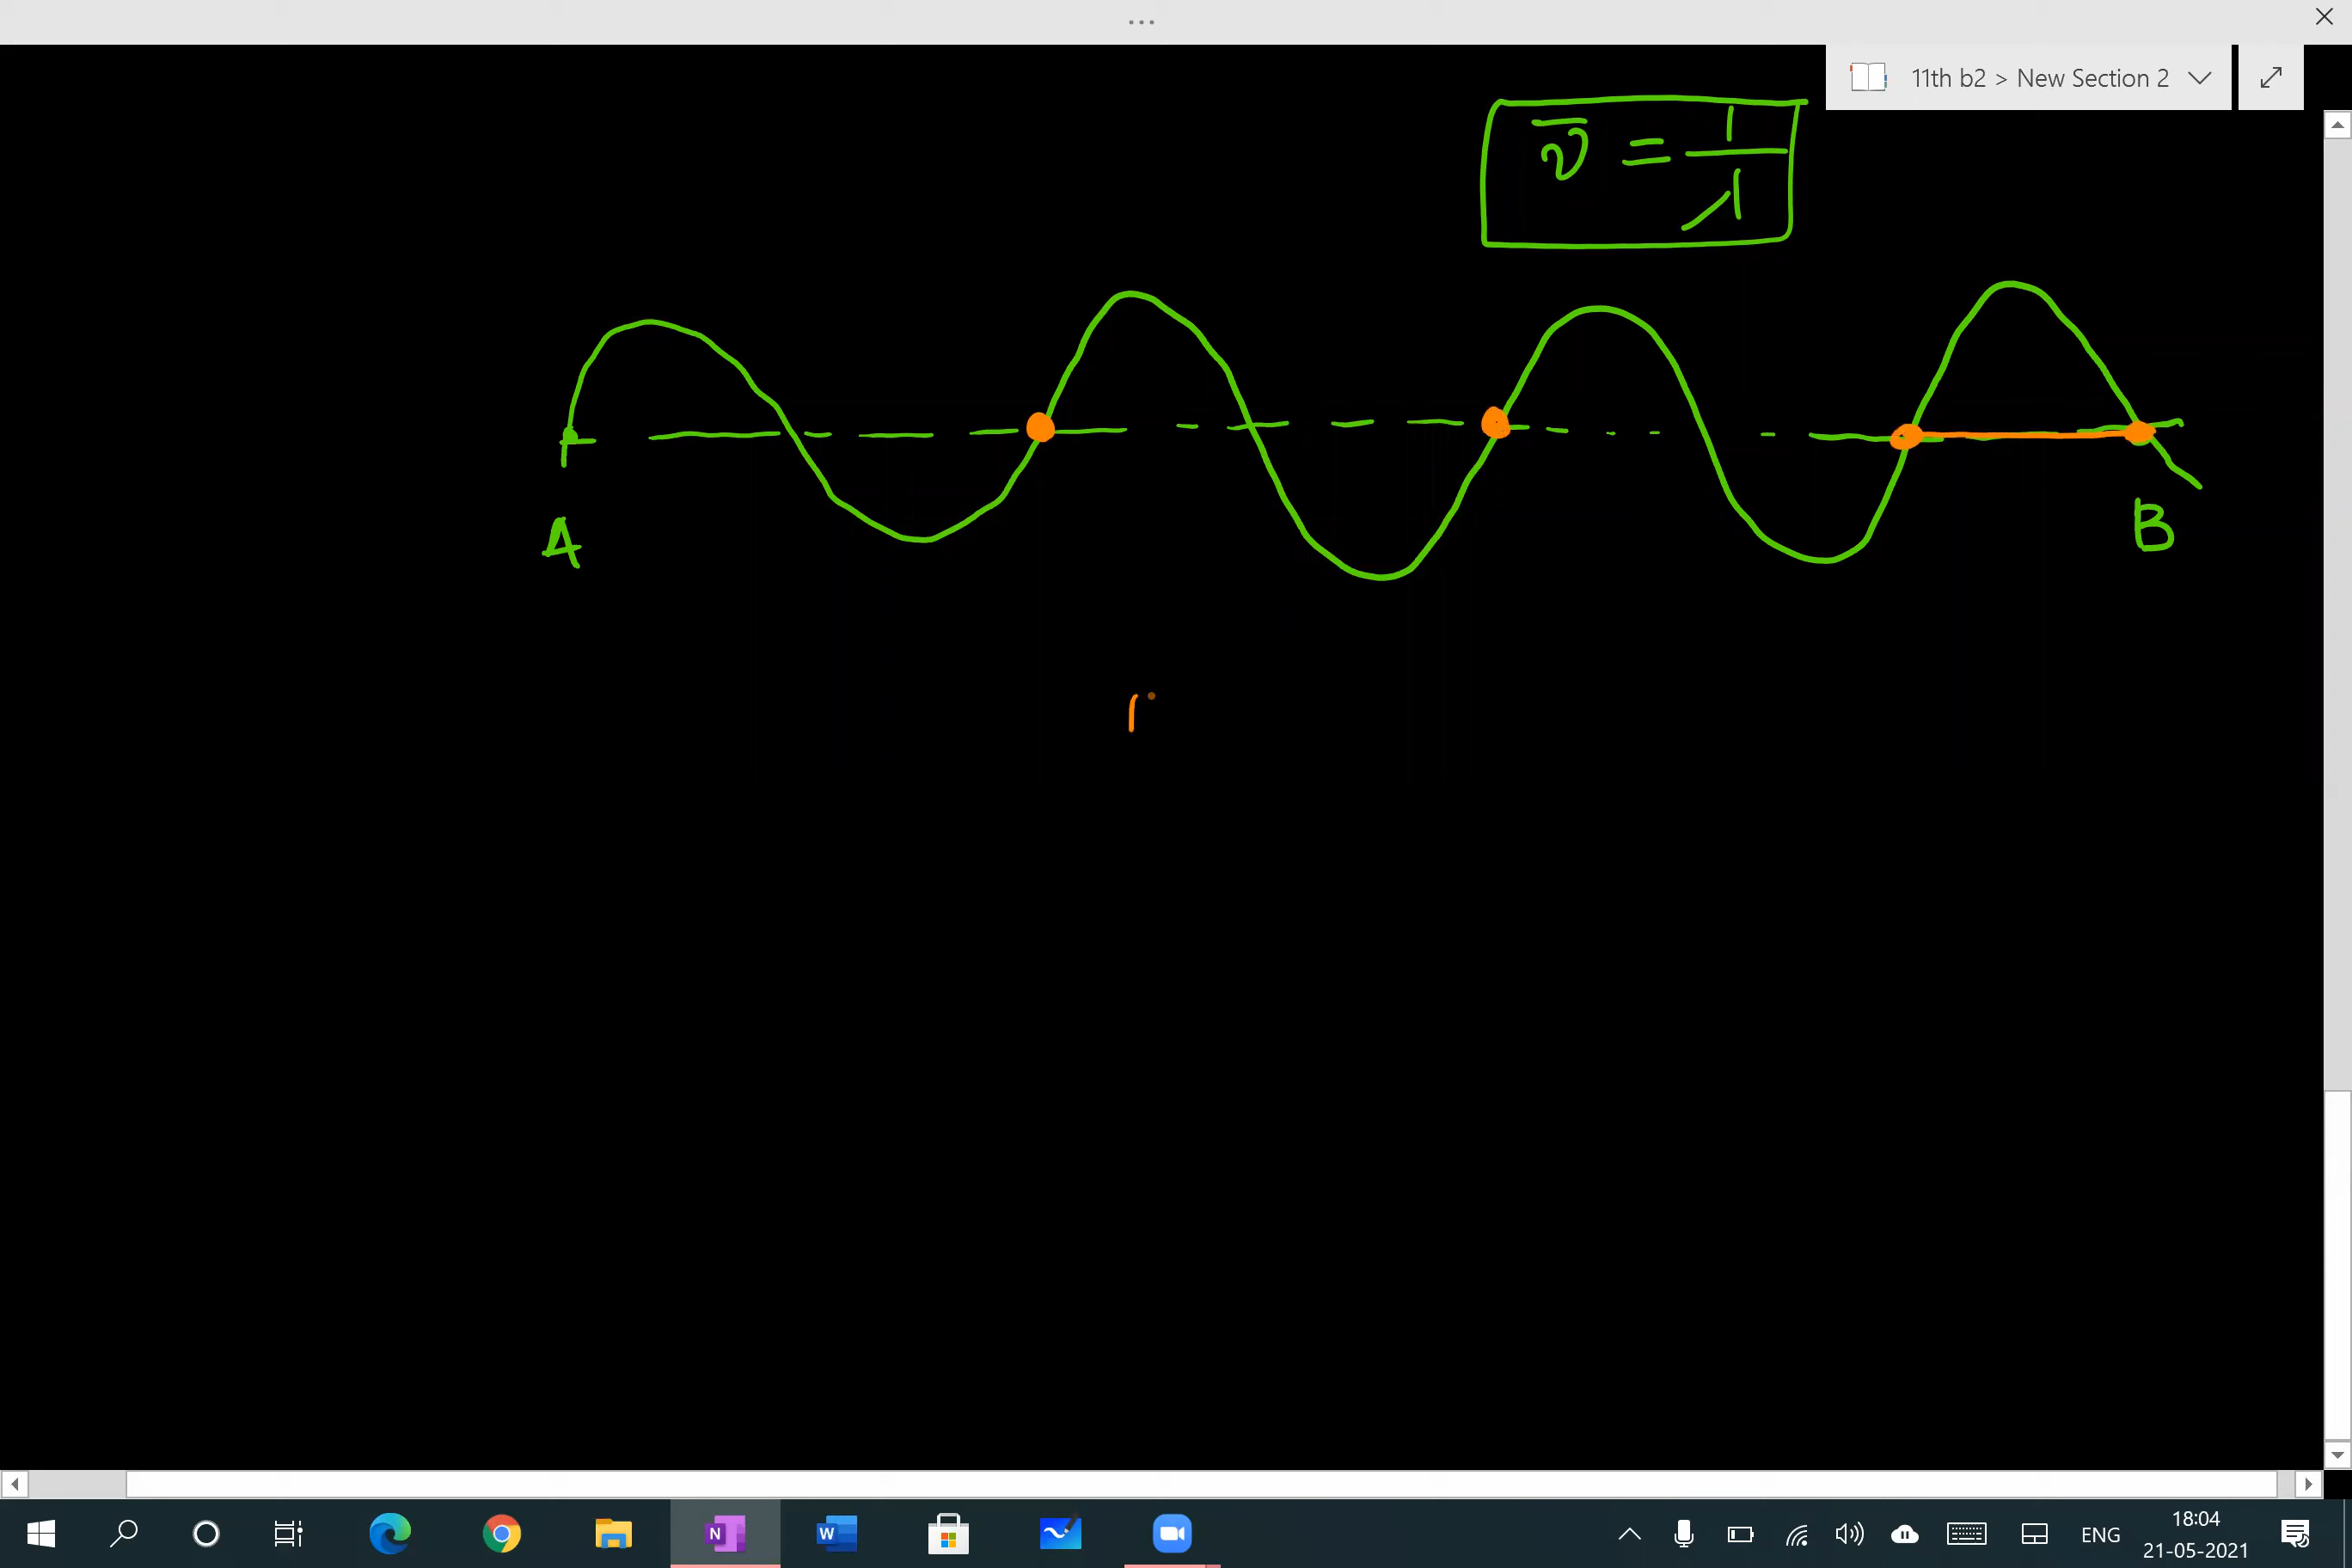 11th b2 > New Section 2
ν̅ = 1/λ
A
B
ENG
18:04
21-05-2021